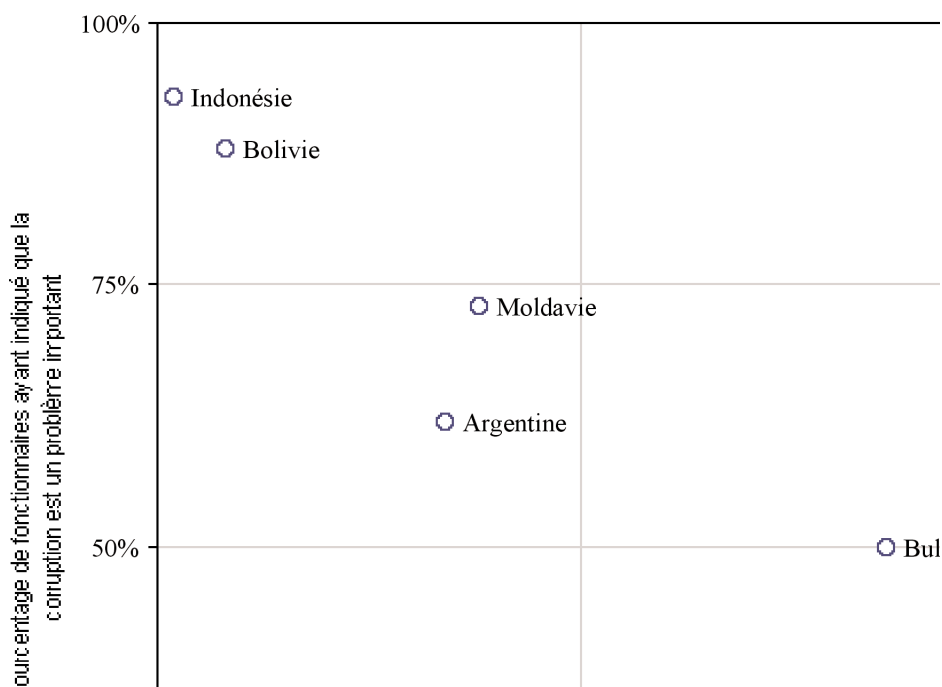 100%
Indonésie
Bolivie
75%
Moldavie
Argentine
50%
Bul
ourcentage de fonctionnaires ayant indiqué que la
corruption est un problème important